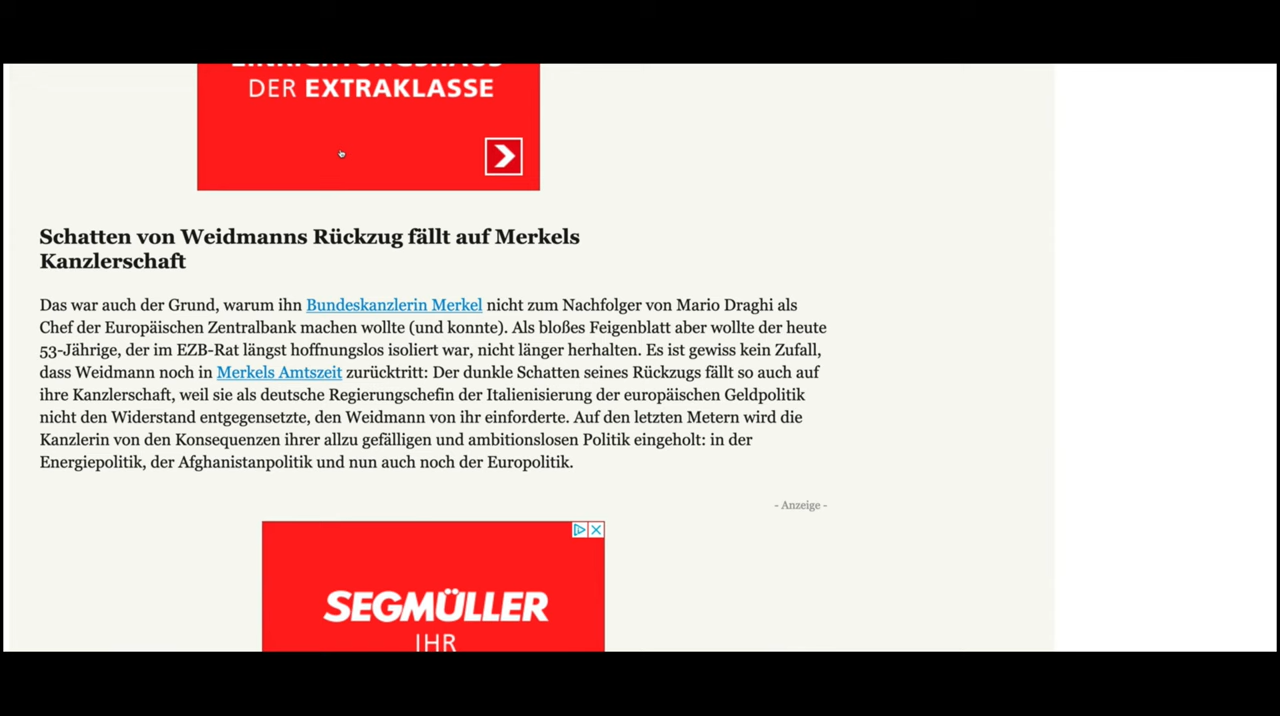 EINRICHTUNGSHAUS
DER EXTRAKLASSE
Schatten von Weidmanns Rückzug fällt auf Merkels
Kanzlerschaft
Das war auch der Grund, warum ihn Bundeskanzlerin Merkel nicht zum Nachfolger von Mario Draghi als
Chef der Europäischen Zentralbank machen wollte (und konnte). Als bloßes Feigenblatt aber wollte der heute
53-Jährige, der im EZB-Rat längst hoffnungslos isoliert war, nicht länger herhalten. Es ist gewiss kein Zufall,
dass Weidmann noch in Merkels Amtszeit zurücktritt: Der dunkle Schatten seines Rückzugs fällt so auch auf
ihre Kanzlerschaft, weil sie als deutsche Regierungschefin der Italienisierung der europäischen Geldpolitik
nicht den Widerstand entgegensetzte, den Weidmann von ihr einforderte. Auf den letzten Metern wird die
Kanzlerin von den Konsequenzen ihrer allzu gefälligen und ambitionslosen Politik eingeholt: in der
Energiepolitik, der Afghanistanpolitik und nun auch noch der Europolitik.
- Anzeige -
SEGMÜLLER
IHR